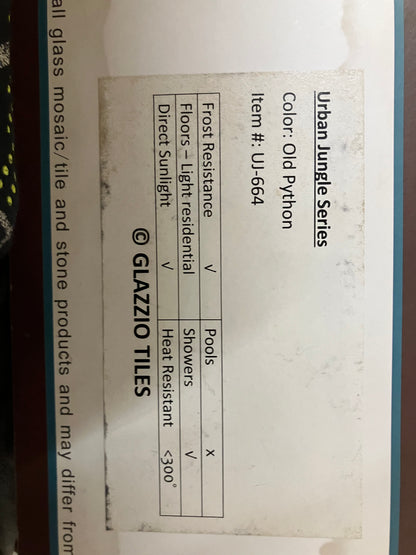 Urban Jungle Series
Color: Old Python
Item #: UJ-664
Frost Resistance √ Pools x
Floors – Light residential Showers √
Direct Sunlight √ Heat Resistant <300°
© GLAZZIO TILES
all glass mosaic/tile and stone products and may differ from